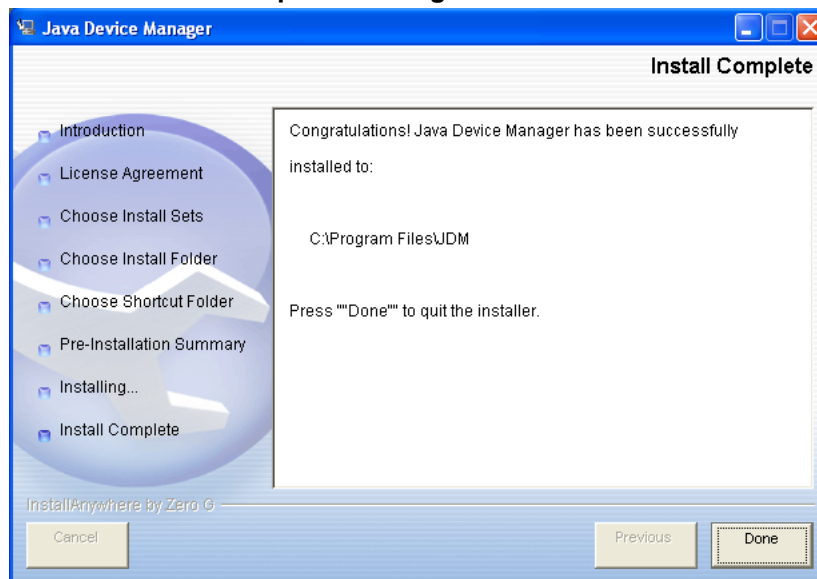 Java Device Manager
Install Complete
Introduction
License Agreement
Choose Install Sets
Choose Install Folder
Choose Shortcut Folder
Pre-Installation Summary
Installing...
Install Complete
Congratulations! Java Device Manager has been successfully
installed to:
C:\Program Files\JDM
Press ""Done"" to quit the installer.
InstallAnywhere by Zero G
Cancel
Previous
Done